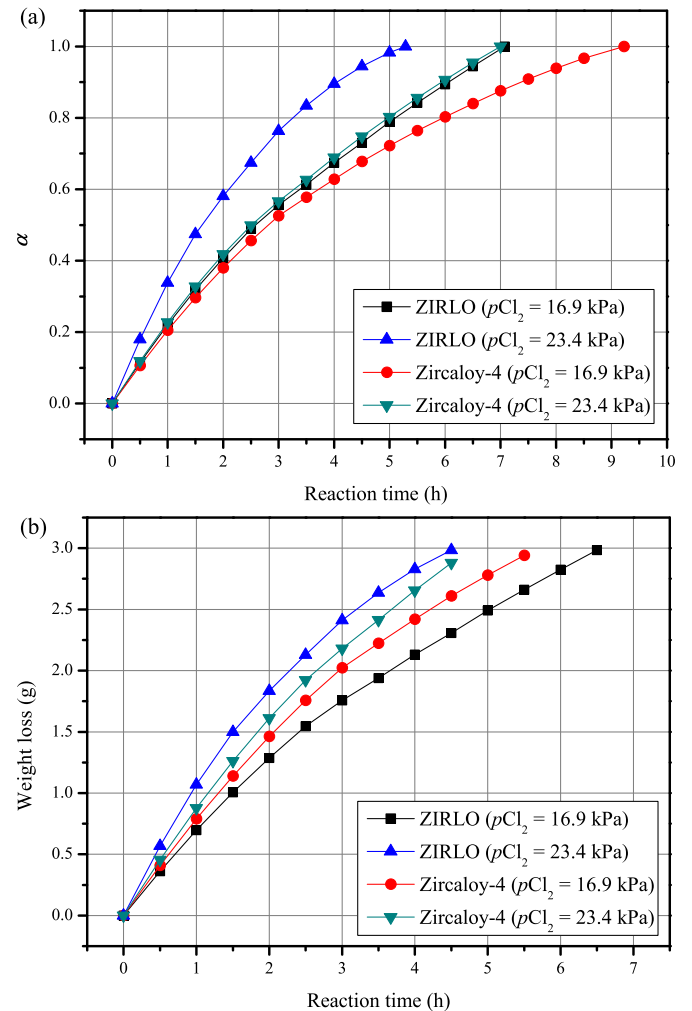 (a)
1.0
0.8
0.6
0.4
0.2
0.0
α
ZIRLO (pCl2 = 16.9 kPa)
ZIRLO (pCl2 = 23.4 kPa)
Zircaloy-4 (pCl2 = 16.9 kPa)
Zircaloy-4 (pCl2 = 23.4 kPa)
0 1 2 3 4 5 6 7 8 9 10
Reaction time (h)
(b)
3.0
2.5
2.0
1.5
1.0
0.5
0.0
Weight loss (g)
ZIRLO (pCl2 = 16.9 kPa)
ZIRLO (pCl2 = 23.4 kPa)
Zircaloy-4 (pCl2 = 16.9 kPa)
Zircaloy-4 (pCl2 = 23.4 kPa)
0 1 2 3 4 5 6 7
Reaction time (h)